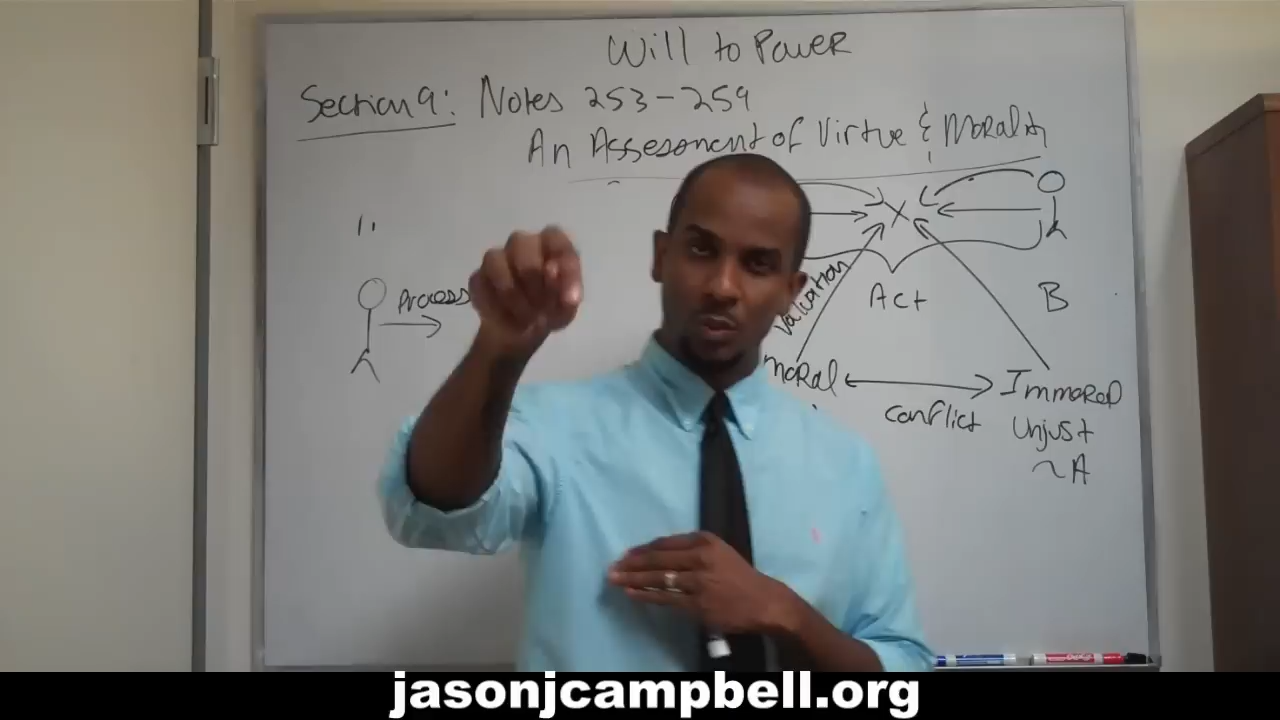 Will to Power
Section 9: Notes 253-259
An Assesment of Virtue & Morality
1.
X
Process
Valuation
Act
B
Moral
Immoral
conflict
Unjust
~A
jasonjcampbell.org